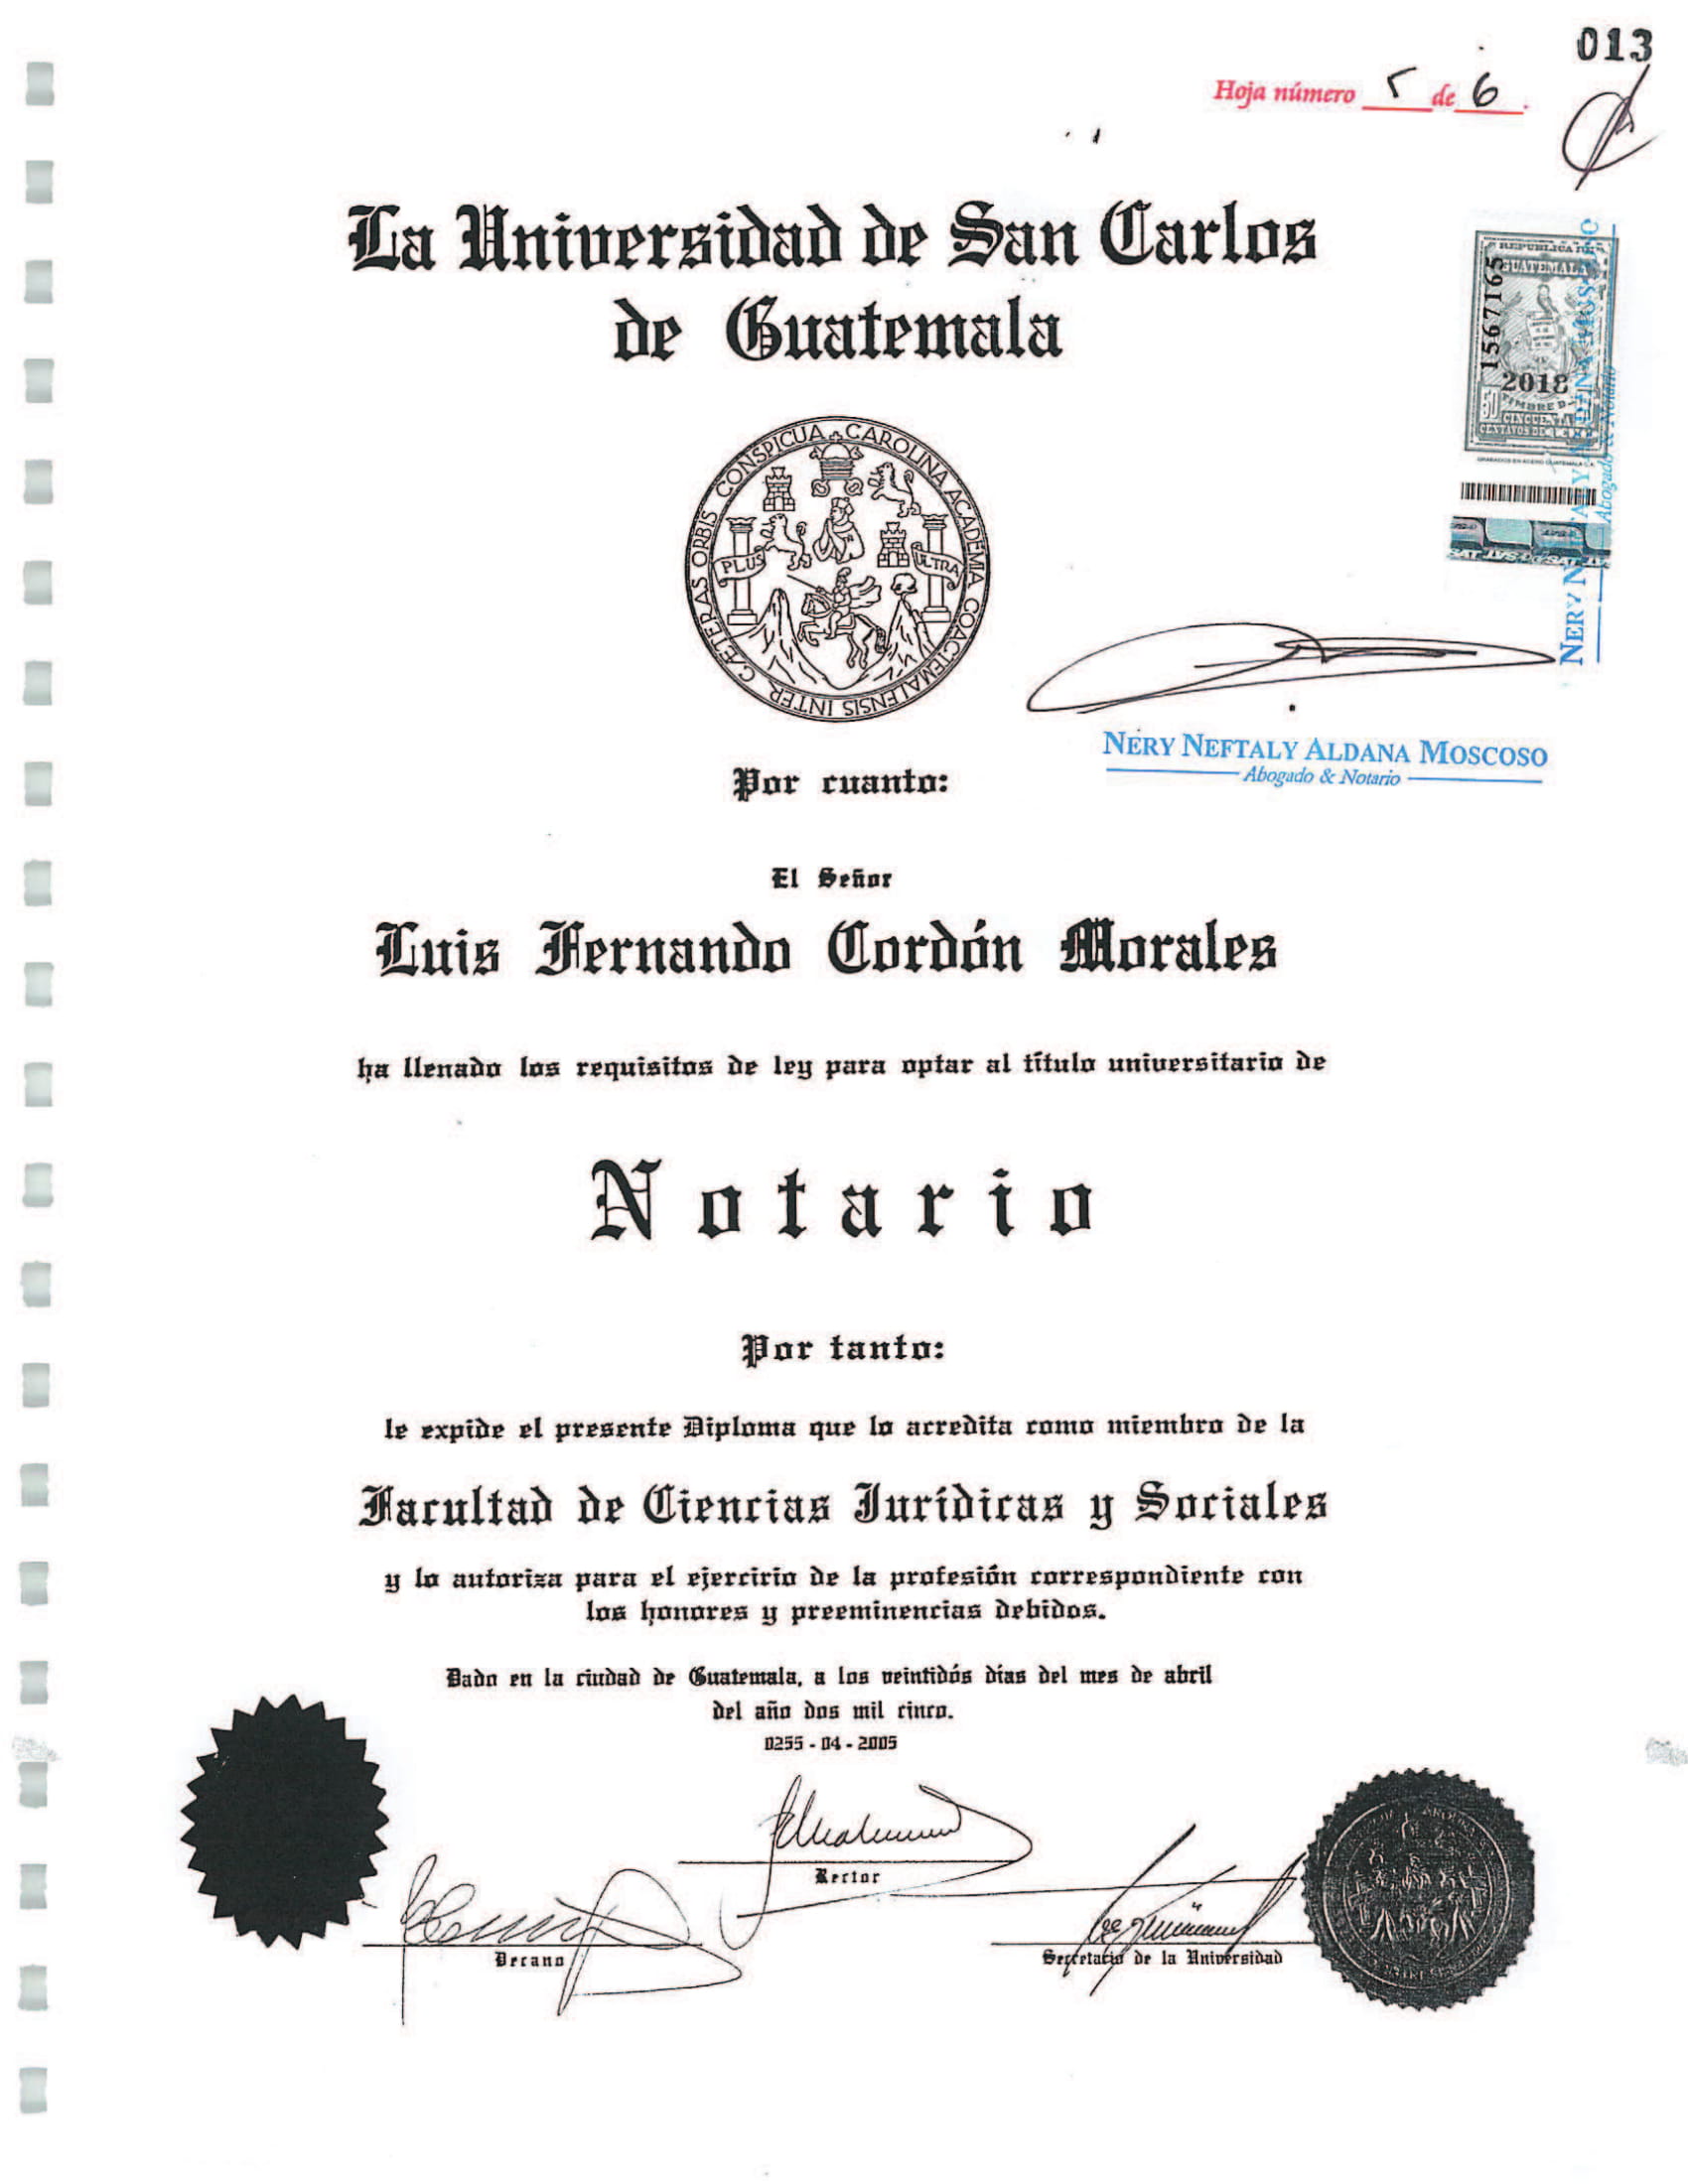 013
Hoja número 5 de 6.
La Universidad de San Carlos
de Guatemala
REPUBLICA DE
GUATEMALA
1567165
2018
TIMBRE
50
CINCUENTA
CENTAVOS DE
NERY NEFTALY ALDANA MOSCOSO
Abogado & Notario
CAETERAS ORBIS CONSPICUA CAROLINA ACADEMIA COACTEMALENSIS INTER
PLUS
ULTRA
NERY NEFTALY ALDANA MOSCOSO
Abogado & Notario
Por cuanto:
El Señor
Luis Fernando Cordón Morales
ha llenado los requisitos de ley para optar al título universitario de
Notario
Por tanto:
le expide el presente Diploma que lo acredita como miembro de la
Facultad de Ciencias Jurídicas y Sociales
y lo autoriza para el ejercicio de la profesión correspondiente con
los honores y preeminencias debidos.
Dado en la ciudad de Guatemala, a los veintidós días del mes de abril
del año dos mil cinco.
0255 - 04 - 2005
Rector
Decano
Secretario de la Universidad